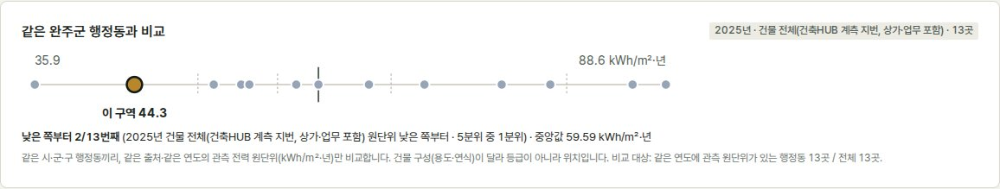 같은 완주군 행정동과 비교
2025년 · 건물 전체(건축HUB 계측 지번, 상가·업무 포함) · 13곳
35.9
88.6 kWh/m²·년
이 구역 44.3
낮은 쪽부터 2/13번째 (2025년 건물 전체(건축HUB 계측 지번, 상가·업무 포함) 원단위 낮은 쪽부터 · 5분위 중 1분위) · 중앙값 59.59 kWh/m²·년
같은 시·군·구 행정동끼리, 같은 출처·같은 연도의 관측 전력 원단위(kWh/m²·년)만 비교합니다. 건물 구성(용도·연식)이 달라 등급이 아니라 위치입니다. 비교 대상: 같은 연도에 관측 원단위가 있는 행정동 13곳 / 전체 13곳.